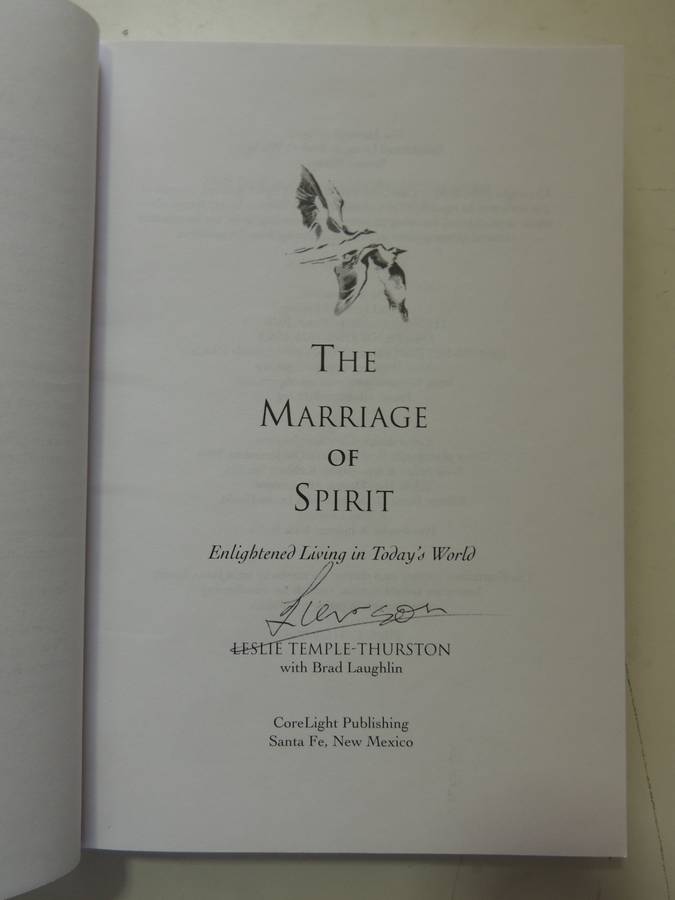 THE
MARRIAGE
OF
SPIRIT
Enlightened Living in Today's World
LESLIE TEMPLE-THURSTON
with Brad Laughlin
CoreLight Publishing
Santa Fe, New Mexico